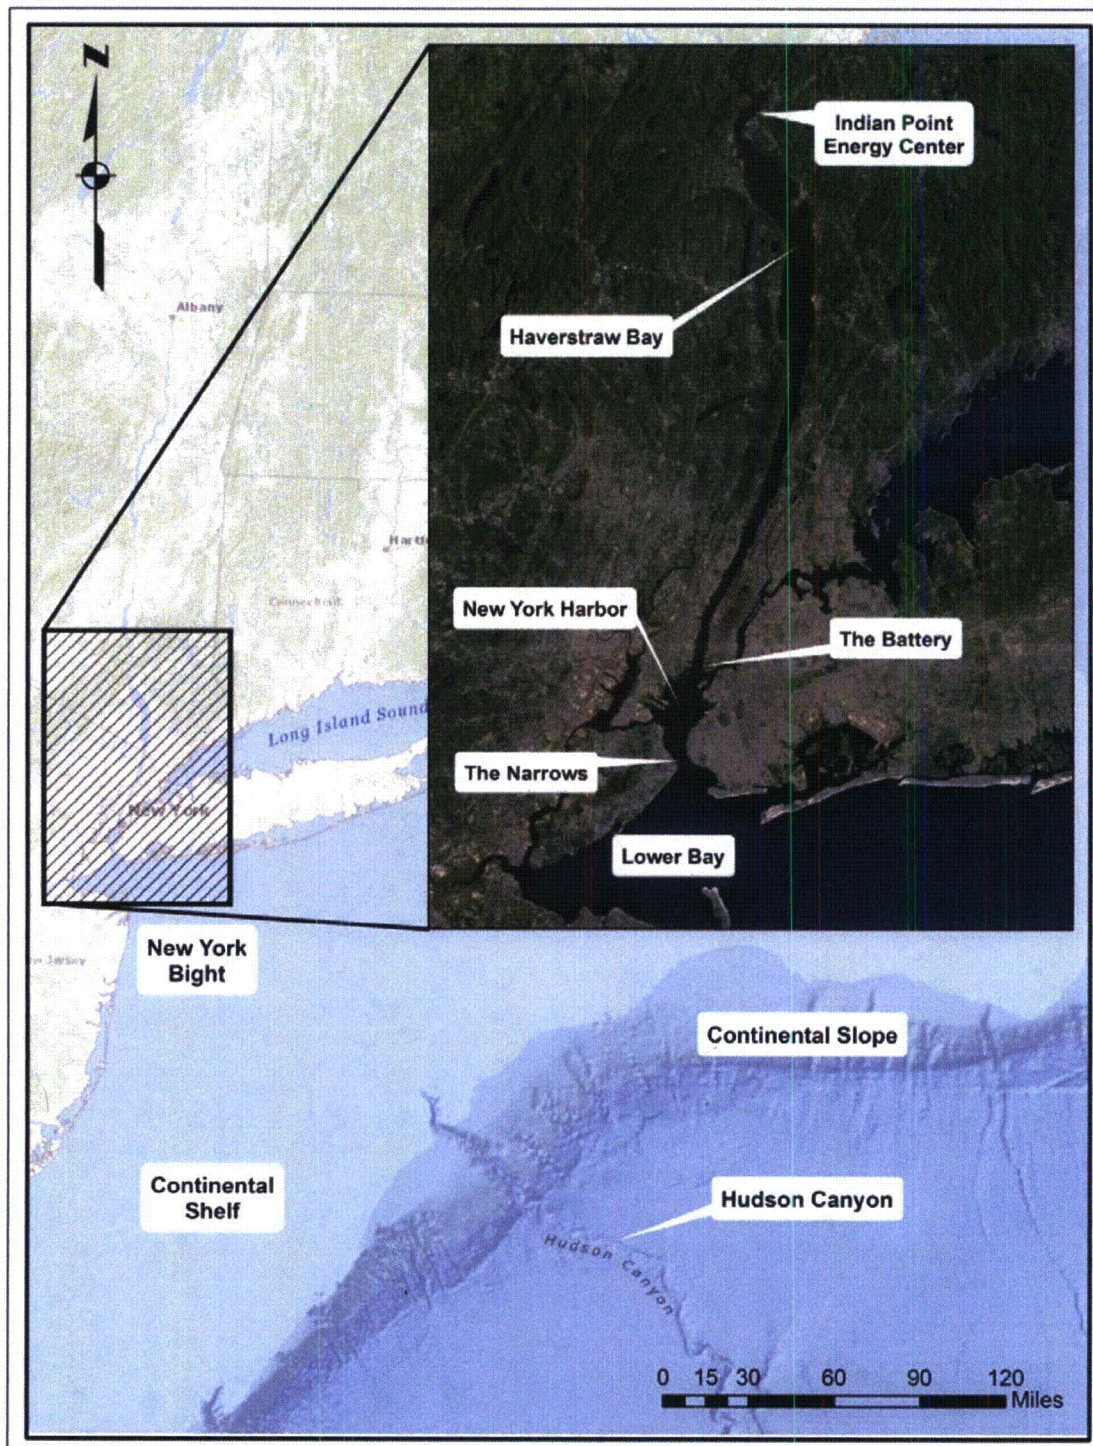 N
Indian Point
Energy Center
Albany
Haverstraw Bay
Connecticut
New York Harbor
The Battery
Long Island Sound
The Narrows
New York
Lower Bay
New York
Bight
Continental Slope
Continental
Shelf
Hudson Canyon
Hudson Canyon
0 15 30 60 90 120
Miles